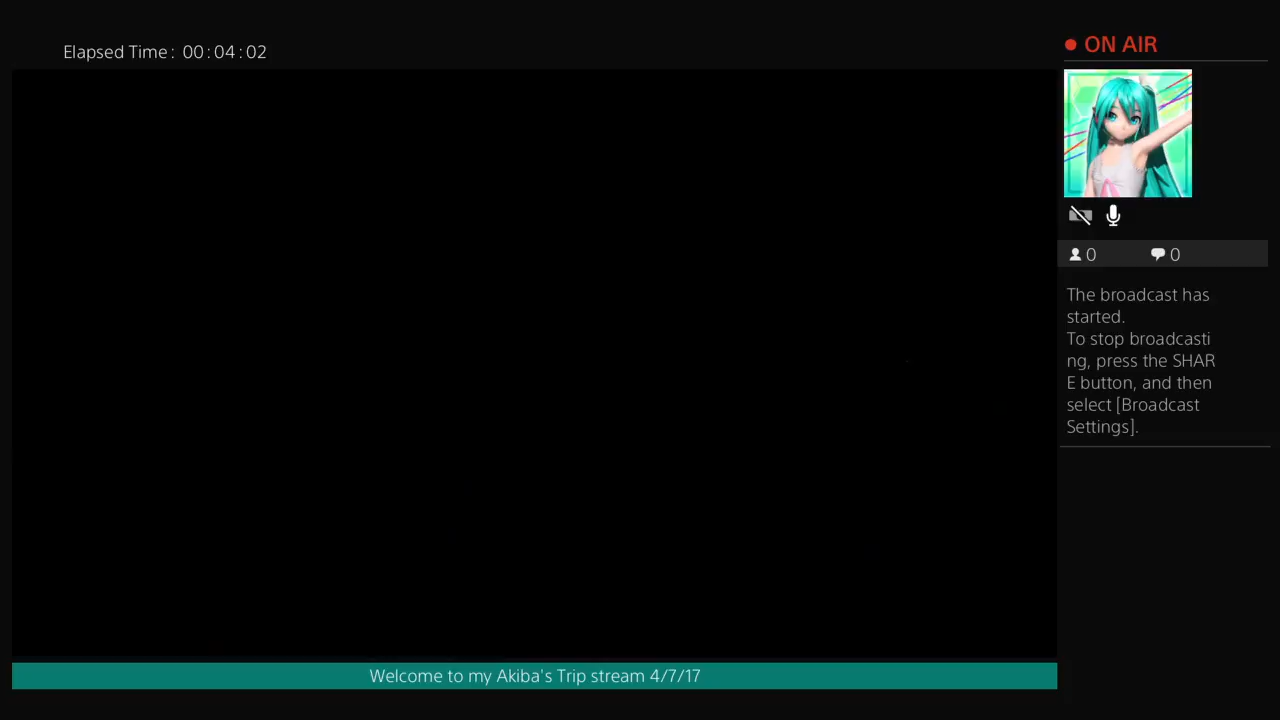 Elapsed Time: 00:04:02
ON AIR
0 0
The broadcast has
started.
To stop broadcasti
ng, press the SHAR
E button, and then
select [Broadcast
Settings].
Welcome to my Akiba's Trip stream 4/7/17